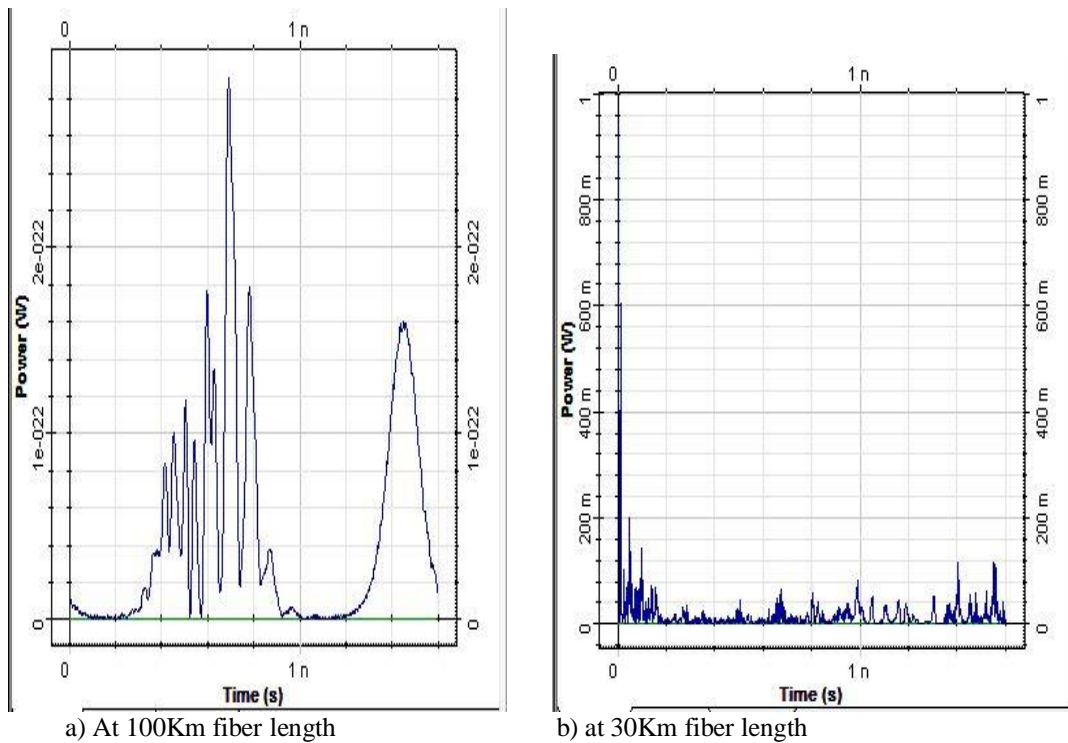 0 1 n
2e-022 2e-022
1e-022 1e-022
0 0
Power (W)
0 1 n
Time (s)
a) At 100Km fiber length
0 1 n
1 1
800 m 800 m
600 m 600 m
400 m 400 m
200 m 200 m
0 0
Power (W)
0 1 n
Time (s)
b) at 30Km fiber length